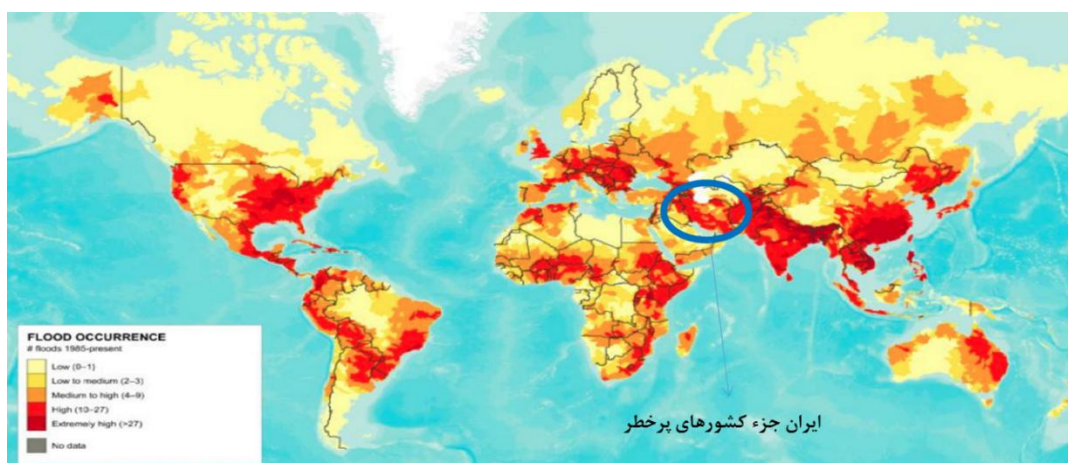 FLOOD OCCURRENCE
# floods 1985-present
Low (0–1)
Low to medium (2–3)
Medium to high (4–9)
High (10–27)
Extremely high (>27)
No data
ایران جزء کشورهای پرخطر